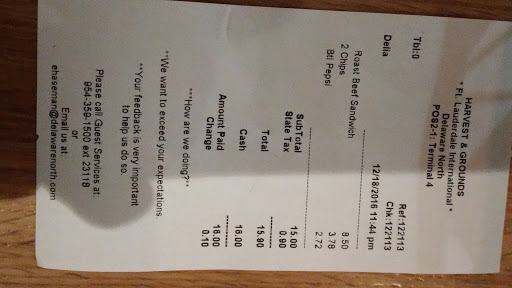 HARVEST & GROUNDS
* Ft. Lauderdale International *
Delaware North
POS2-1: Terminal 4
Ref:122113
Tbl:0 Chk:122113
Delia 12/18/2016 11:44 pm
Roast Beef Sandwich 8.50
2 Chips 3.78
Btl Pepsi 2.72
SubTotal 15.00
State Tax 0.90
Total 15.90
Cash 16.00
Amount Paid 16.00
Change 0.10
***How are we doing?**
**We want to exceed your expectations.
**Your feedback is very important
to help us do so.
Please call Guest Services at:
954-359-1500 ext 23118
or
Email us at:
ehaseman@delawarenorth.com